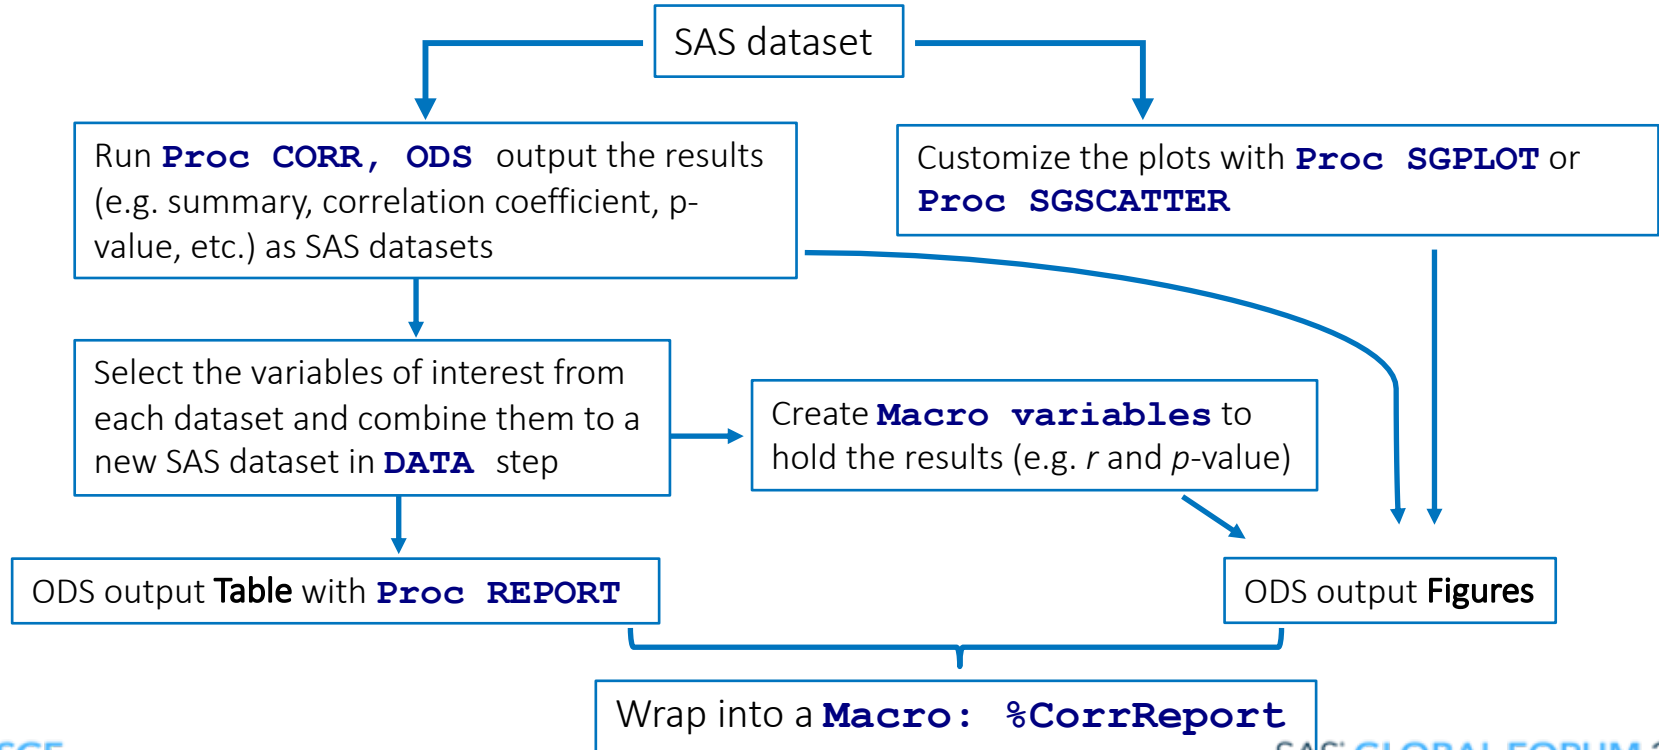 SAS dataset
Run Proc CORR, ODS output the results
(e.g. summary, correlation coefficient, p-
value, etc.) as SAS datasets
Customize the plots with Proc SGPLOT or
Proc SGSCATTER
Select the variables of interest from
each dataset and combine them to a
new SAS dataset in DATA step
Create Macro variables to
hold the results (e.g. r and p-value)
ODS output Table with Proc REPORT
ODS output Figures
Wrap into a Macro: %CorrReport
GLOBAL FORUM